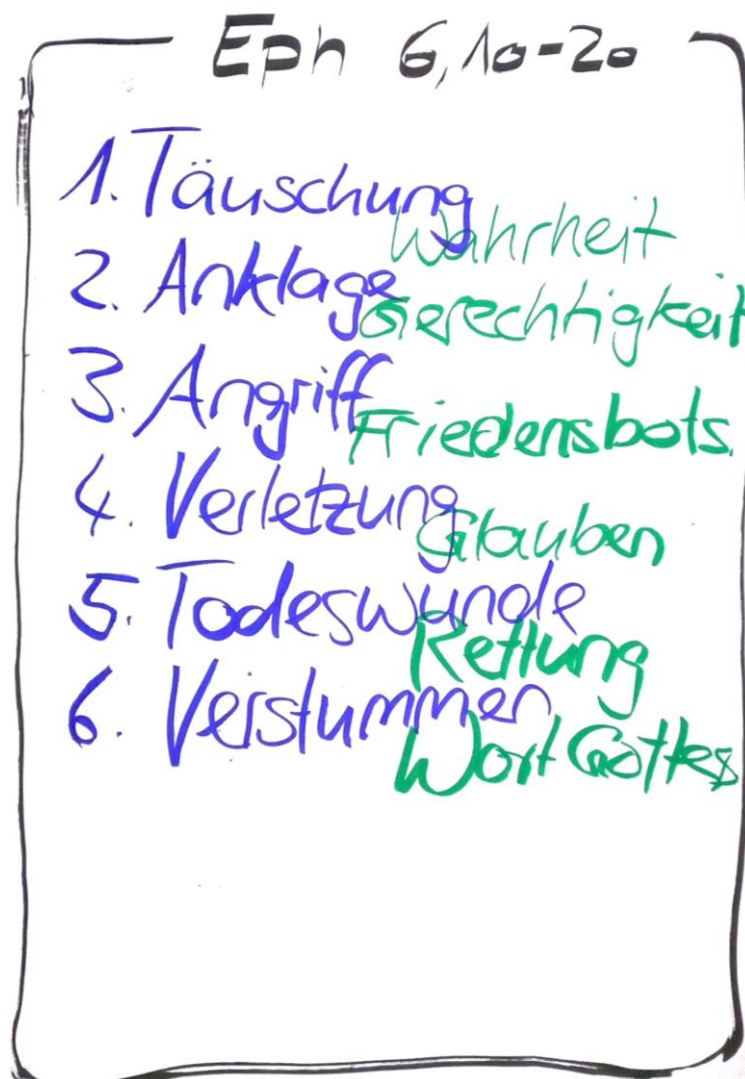 Eph 6,10-20
1. Täuschung
Wahrheit
2. Anklage
Gerechtigkeit
3. Angriff
Friedensbots.
4. Verletzung
Glauben
5. Todeswunde
Rettung
6. Verstummen
Wort Gottes